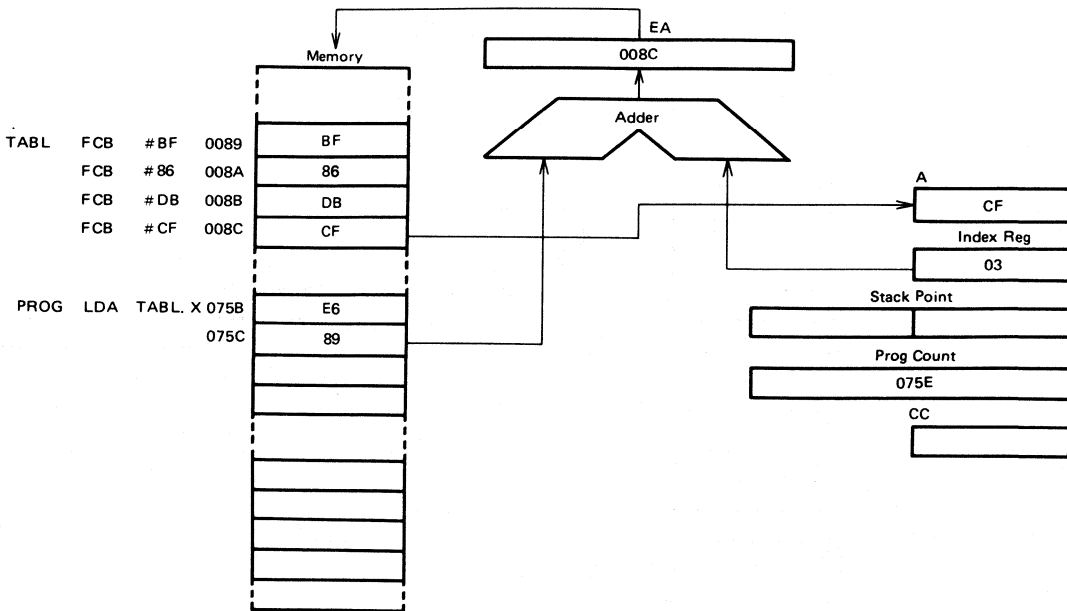 EA
008C
Memory
Adder
TABL FCB #BF 0089 BF
FCB #86 008A 86
FCB #DB 008B DB
FCB #CF 008C CF
A
CF
Index Reg
03
PROG LDA TABL. X 075B E6
075C 89
Stack Point
Prog Count
075E
CC